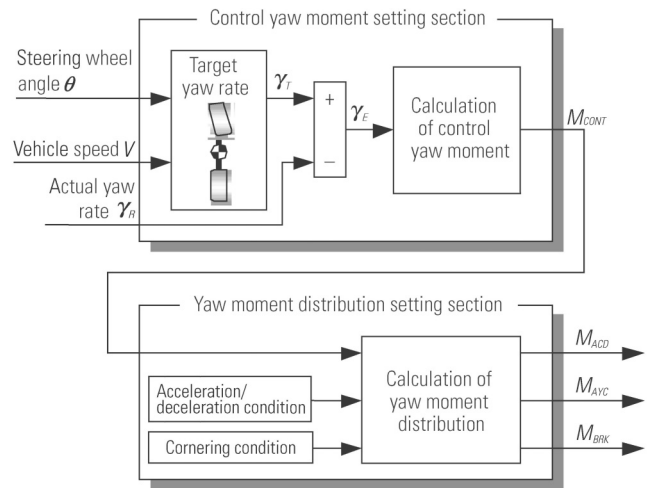 Control yaw moment setting section
Steering wheel
angle θ
Target
yaw rate
γT
+
−
γE
Calculation
of control
yaw moment
MCONT
Vehicle speed V
Actual yaw
rate γR
Yaw moment distribution setting section
Acceleration/
deceleration condition
Cornering condition
Calculation of
yaw moment
distribution
MACD
MAYC
MBRK